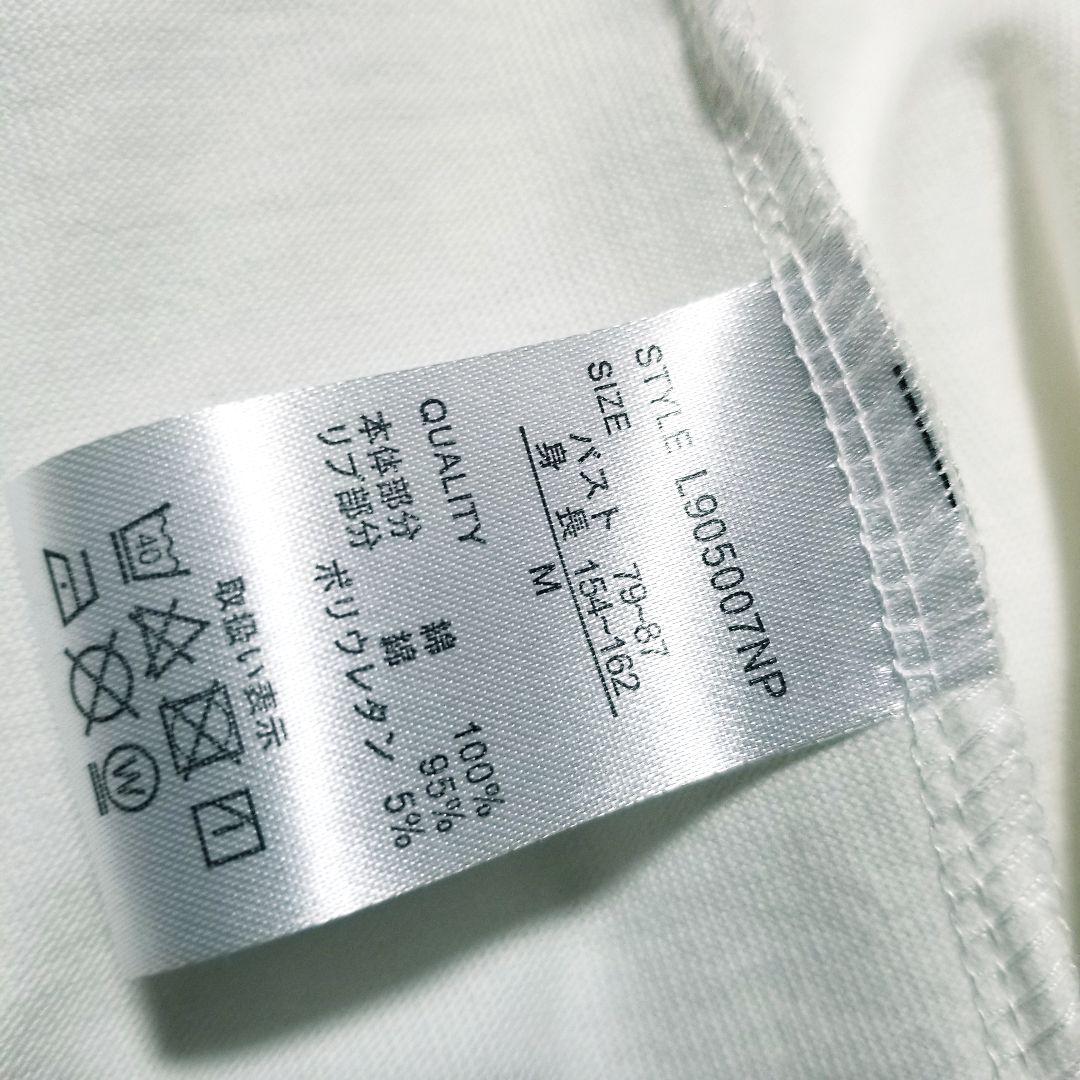 STYLE L905007NP
SIZE
バスト 79~87
身長 154~162
M
QUALITY
本体部分 綿 100%
リブ部分 綿 95%
ポリウレタン 5%
取扱い表示
40
W